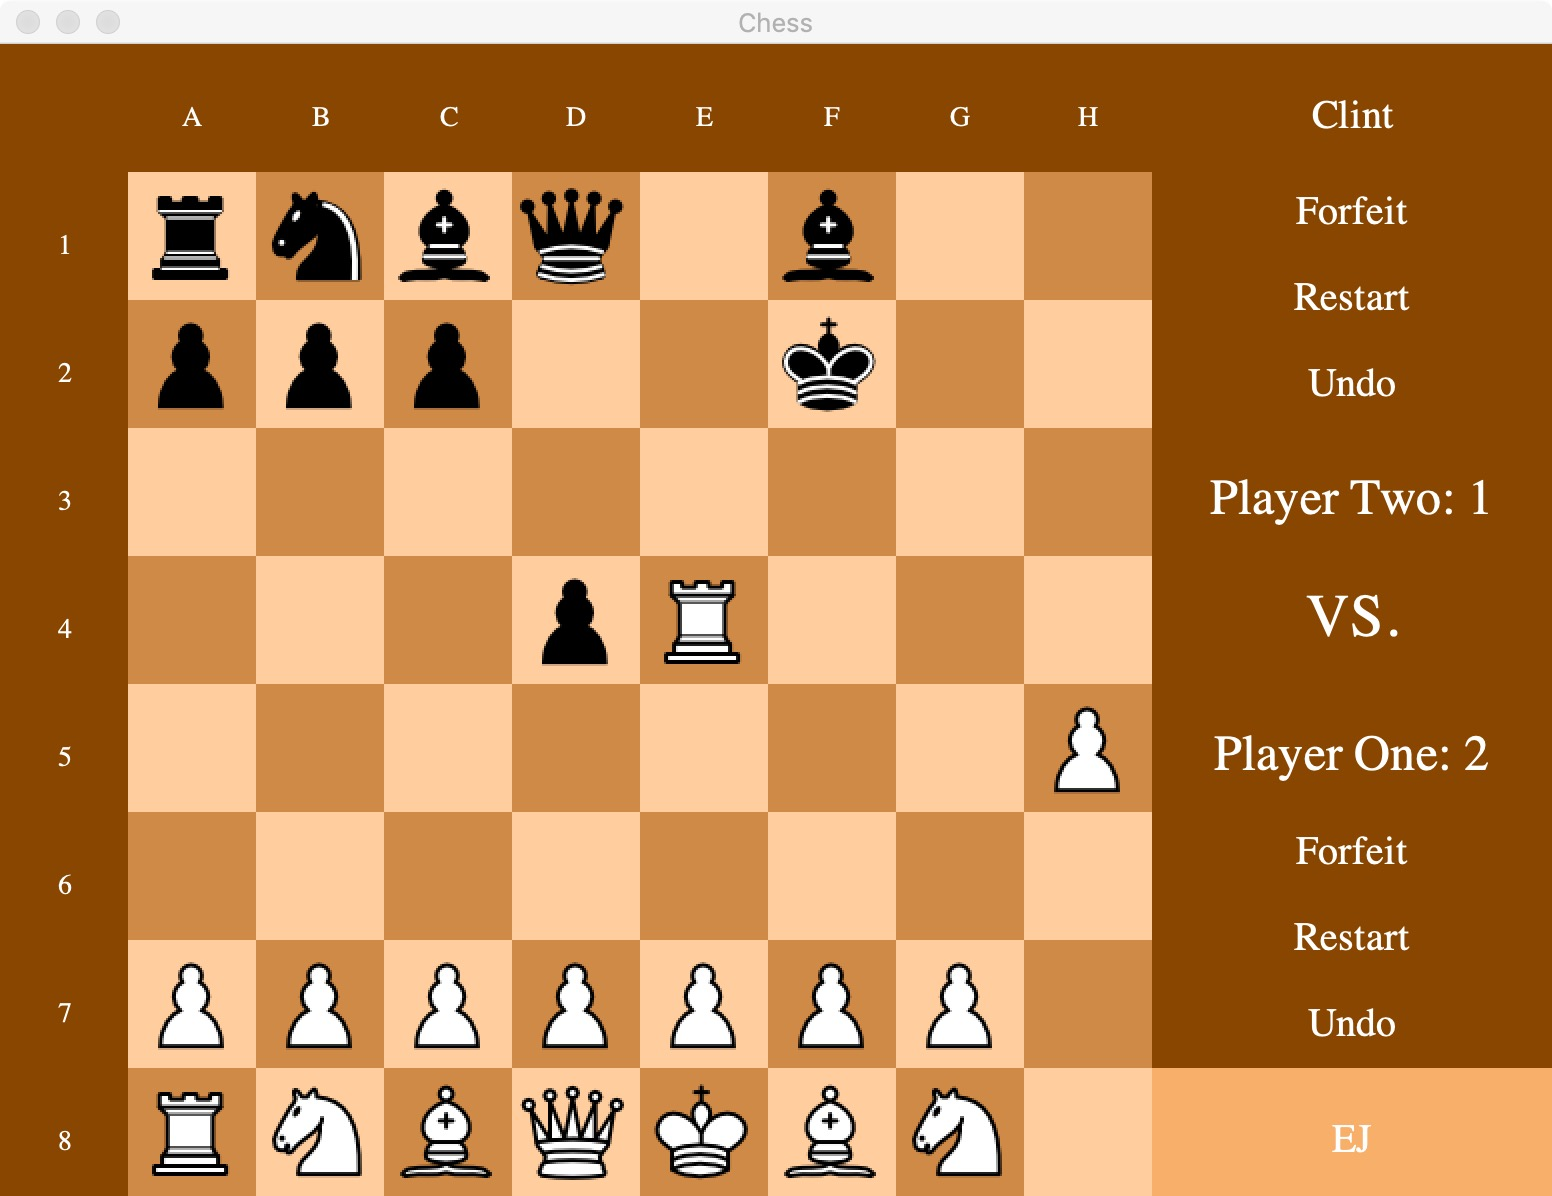 Chess
A B C D E F G H
Clint
1
Forfeit
Restart
2
Undo
3
Player Two: 1
4
VS.
5
Player One: 2
6
Forfeit
Restart
7
Undo
8
EJ